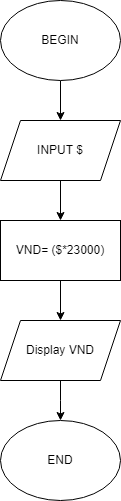 BEGIN
INPUT $
VND= ($*23000)
Display VND
END